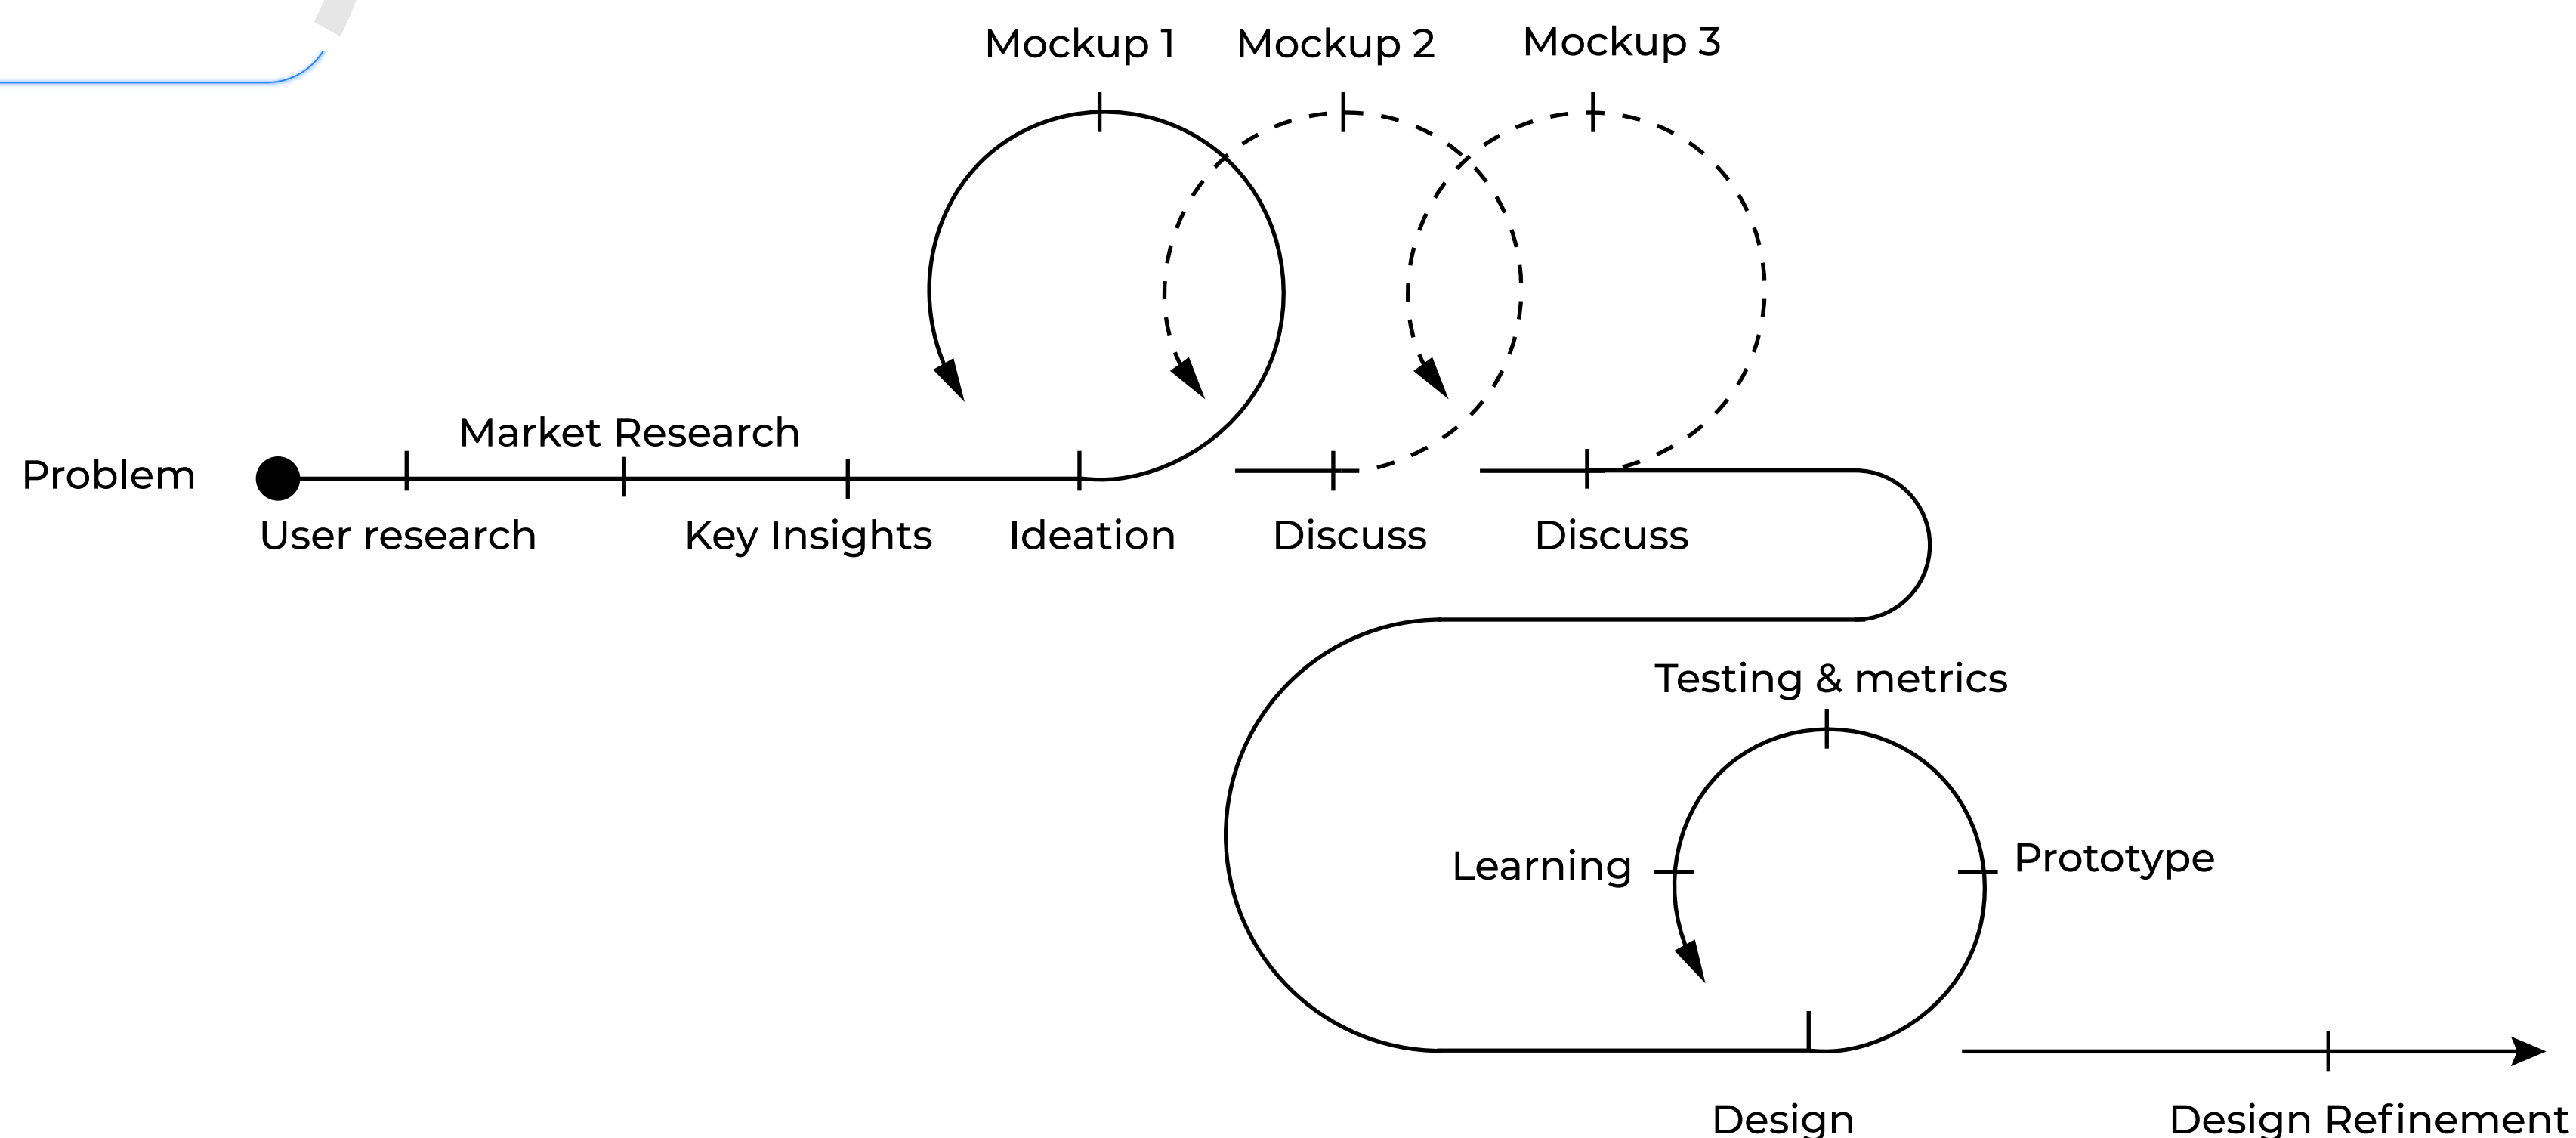 Mockup 1
Mockup 2
Mockup 3
Market Research
Problem
User research
Key Insights
Ideation
Discuss
Discuss
Testing & metrics
Learning
Prototype
Design
Design Refinement